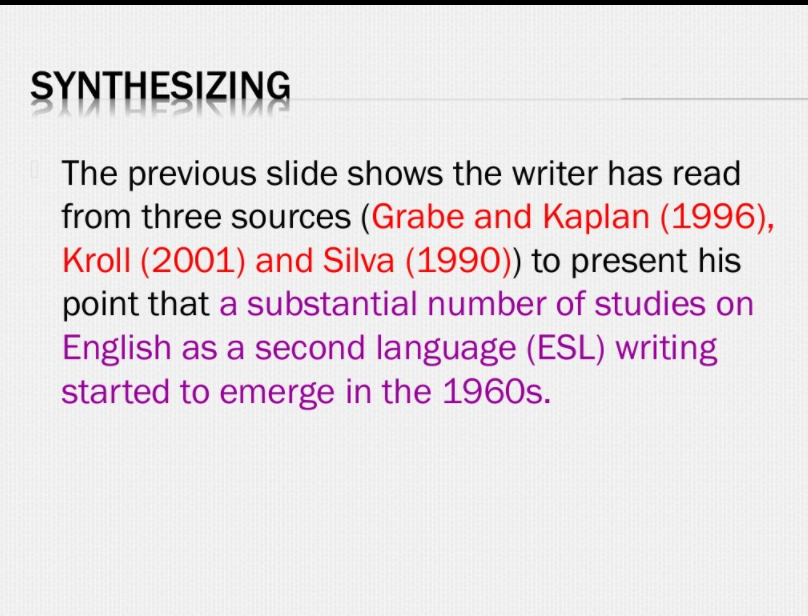 SYNTHESIZING
The previous slide shows the writer has read
from three sources (Grabe and Kaplan (1996),
Kroll (2001) and Silva (1990)) to present his
point that a substantial number of studies on
English as a second language (ESL) writing
started to emerge in the 1960s.